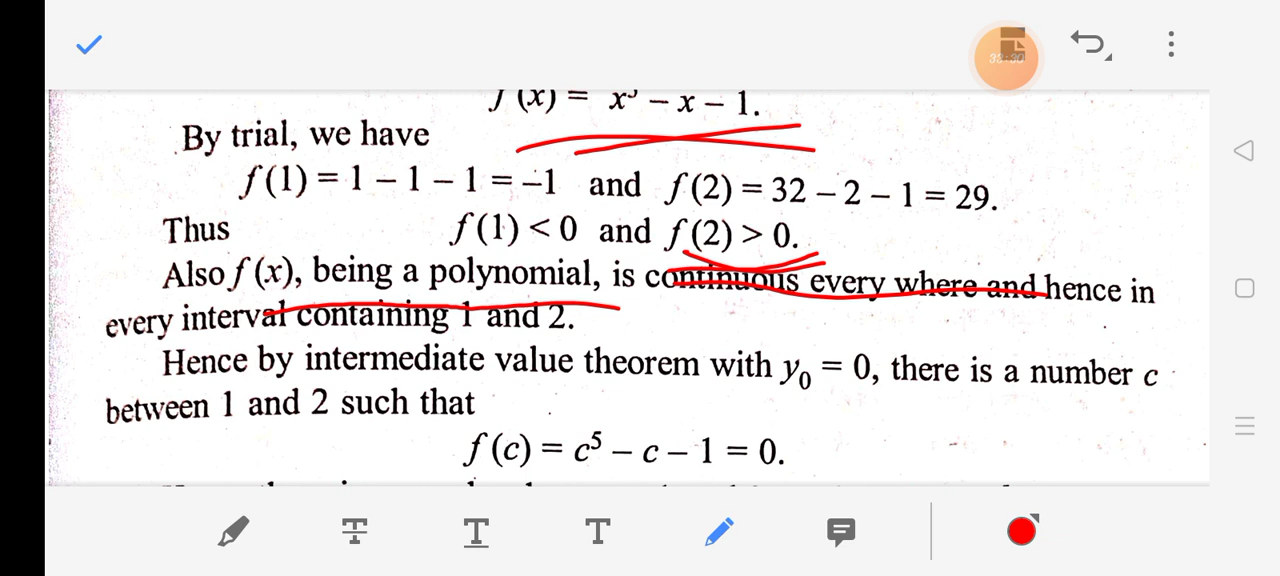 f (x) = x⁵ – x – 1.
By trial, we have
f(1) = 1 – 1 – 1 = –1 and f(2) = 32 – 2 – 1 = 29.
Thus f(1) < 0 and f(2) > 0.
Also f (x), being a polynomial, is continuous every where and hence in
every interval containing 1 and 2.
Hence by intermediate value theorem with y₀ = 0, there is a number c
between 1 and 2 such that
f (c) = c⁵ – c – 1 = 0.